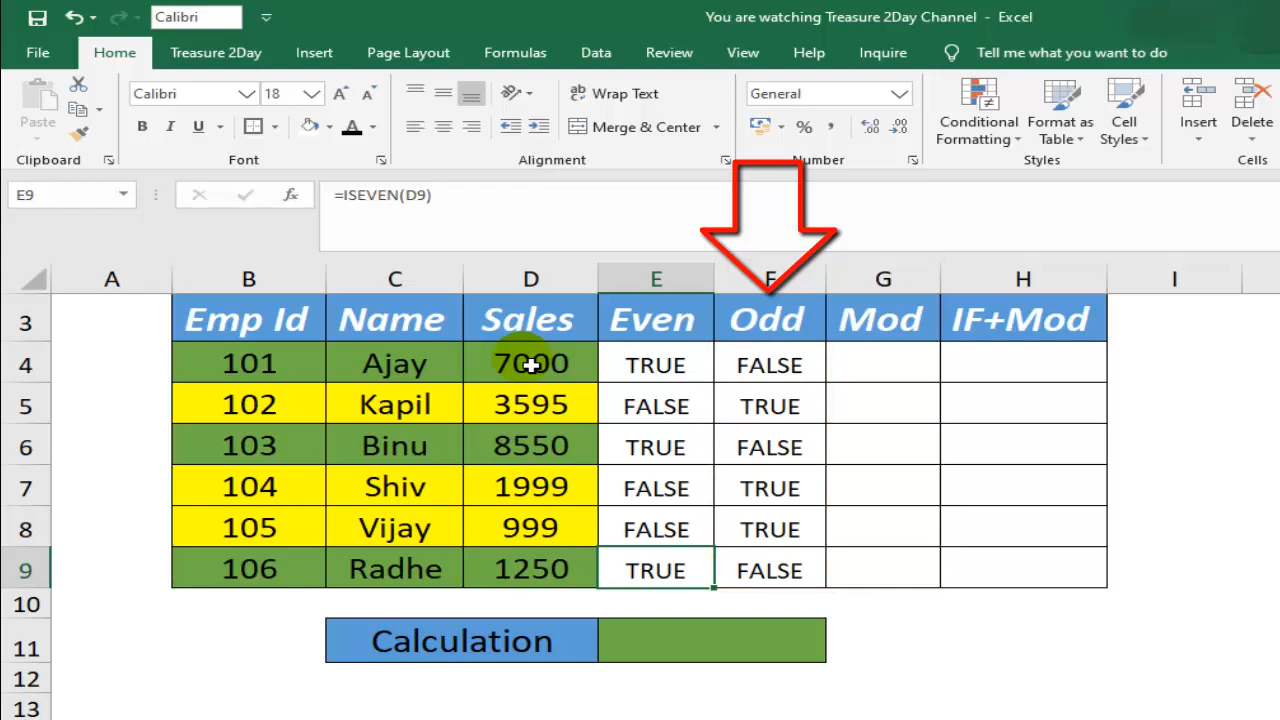 Calibri
You are watching Treasure 2Day Channel - Excel
File Home Treasure 2Day Insert Page Layout Formulas Data Review View Help Inquire Tell me what you want to do
Paste
Clipboard
Calibri 18 A A
B I U A
Font
ab Wrap Text
Merge & Center
Alignment
General
% ,
Number
Conditional Formatting
Format as Table
Cell Styles
Styles
Insert Delete
Cells
E9 fx =ISEVEN(D9)
A B C D E F G H I
3 Emp Id Name Sales Even Odd Mod IF+Mod
4 101 Ajay 7000 TRUE FALSE
5 102 Kapil 3595 FALSE TRUE
6 103 Binu 8550 TRUE FALSE
7 104 Shiv 1999 FALSE TRUE
8 105 Vijay 999 FALSE TRUE
9 106 Radhe 1250 TRUE FALSE
10
11 Calculation
12
13